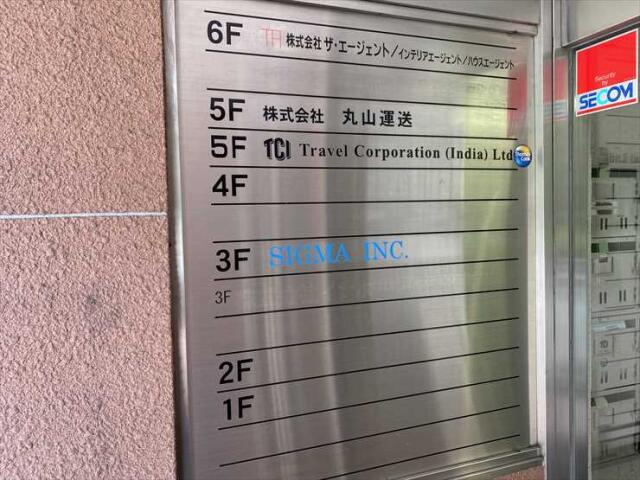 6F TA 株式会社 ザ・エージェント／インテリアエージェント／ハウスエージェント
5F 株式会社 丸山運送
5F TCI Travel Corporation (India) Ltd
4F
3F SIGMA INC.
3F
2F
1F
Security by
SECOM